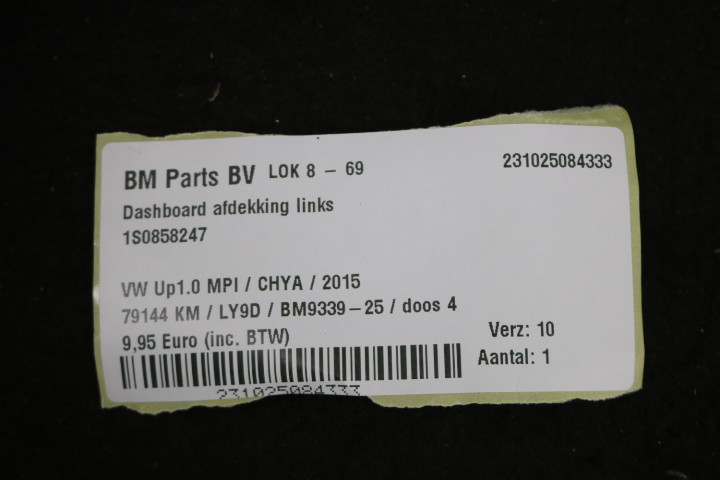 BM Parts BV LOK 8 - 69 231025084333
Dashboard afdekking links
1S0858247
VW Up1.0 MPI / CHYA / 2015
79144 KM / LY9D / BM9339-25 / doos 4
9,95 Euro (inc. BTW) Verz: 10
Aantal: 1
231025084333